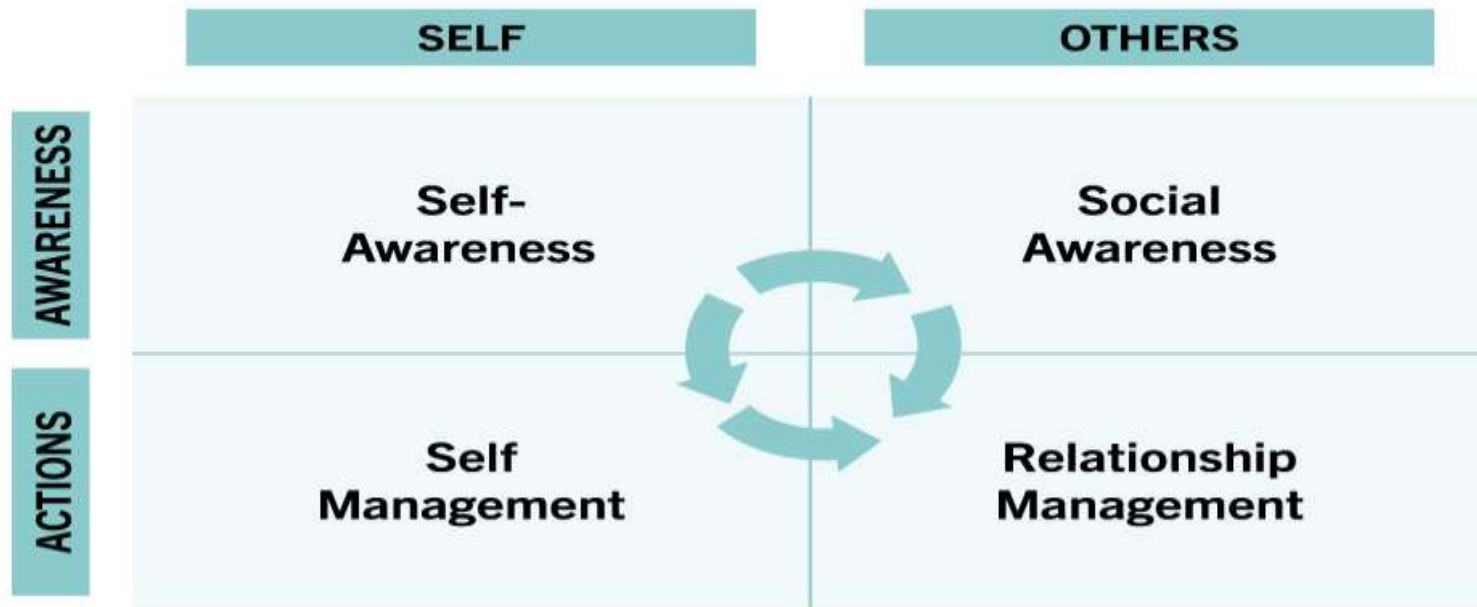 SELF
OTHERS
AWARENESS
Self-
Awareness
Social
Awareness
ACTIONS
Self
Management
Relationship
Management